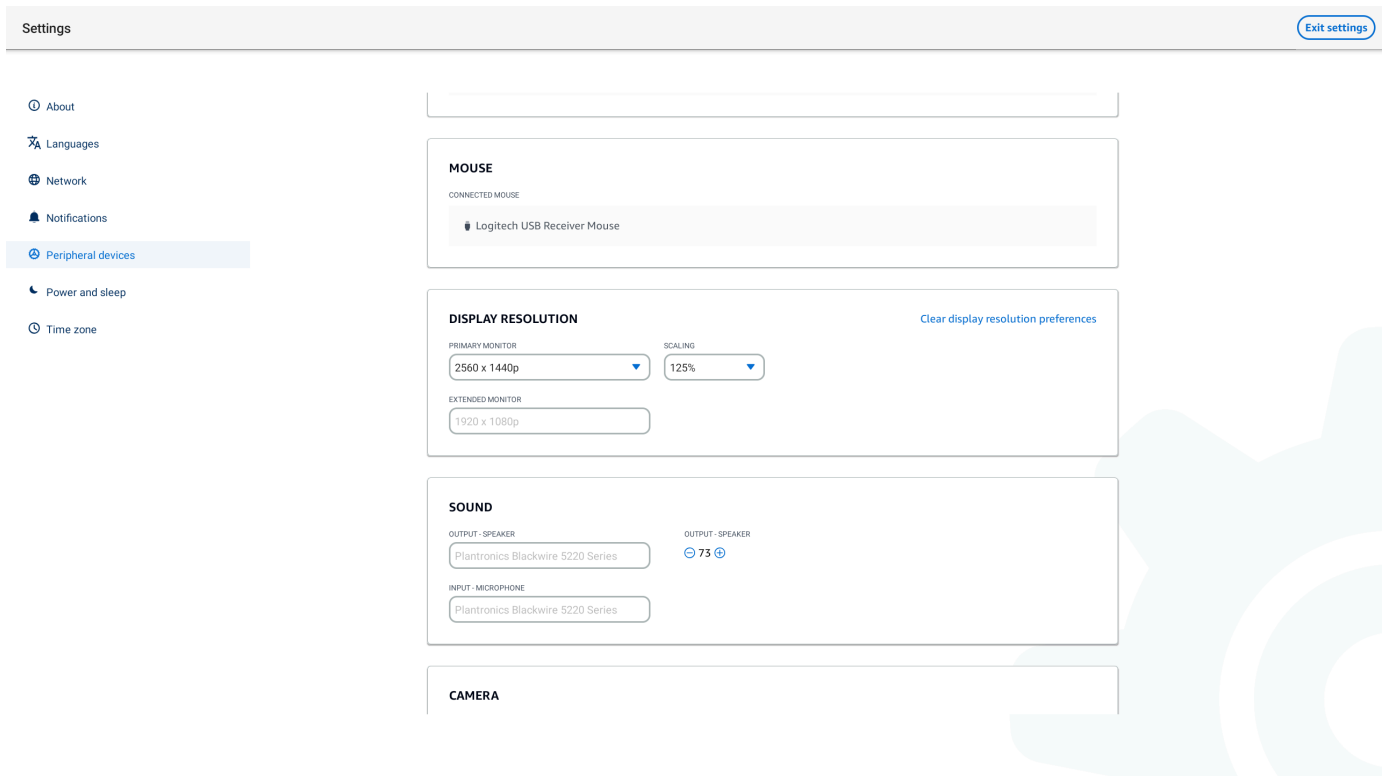 Settings
Exit settings
About
Languages
Network
Notifications
Peripheral devices
Power and sleep
Time zone
MOUSE
CONNECTED MOUSE
Logitech USB Receiver Mouse
DISPLAY RESOLUTION
Clear display resolution preferences
PRIMARY MONITOR
SCALING
2560 x 1440p
125%
EXTENDED MONITOR
1920 x 1080p
SOUND
OUTPUT - SPEAKER
OUTPUT - SPEAKER
Plantronics Blackwire 5220 Series
73
INPUT - MICROPHONE
Plantronics Blackwire 5220 Series
CAMERA